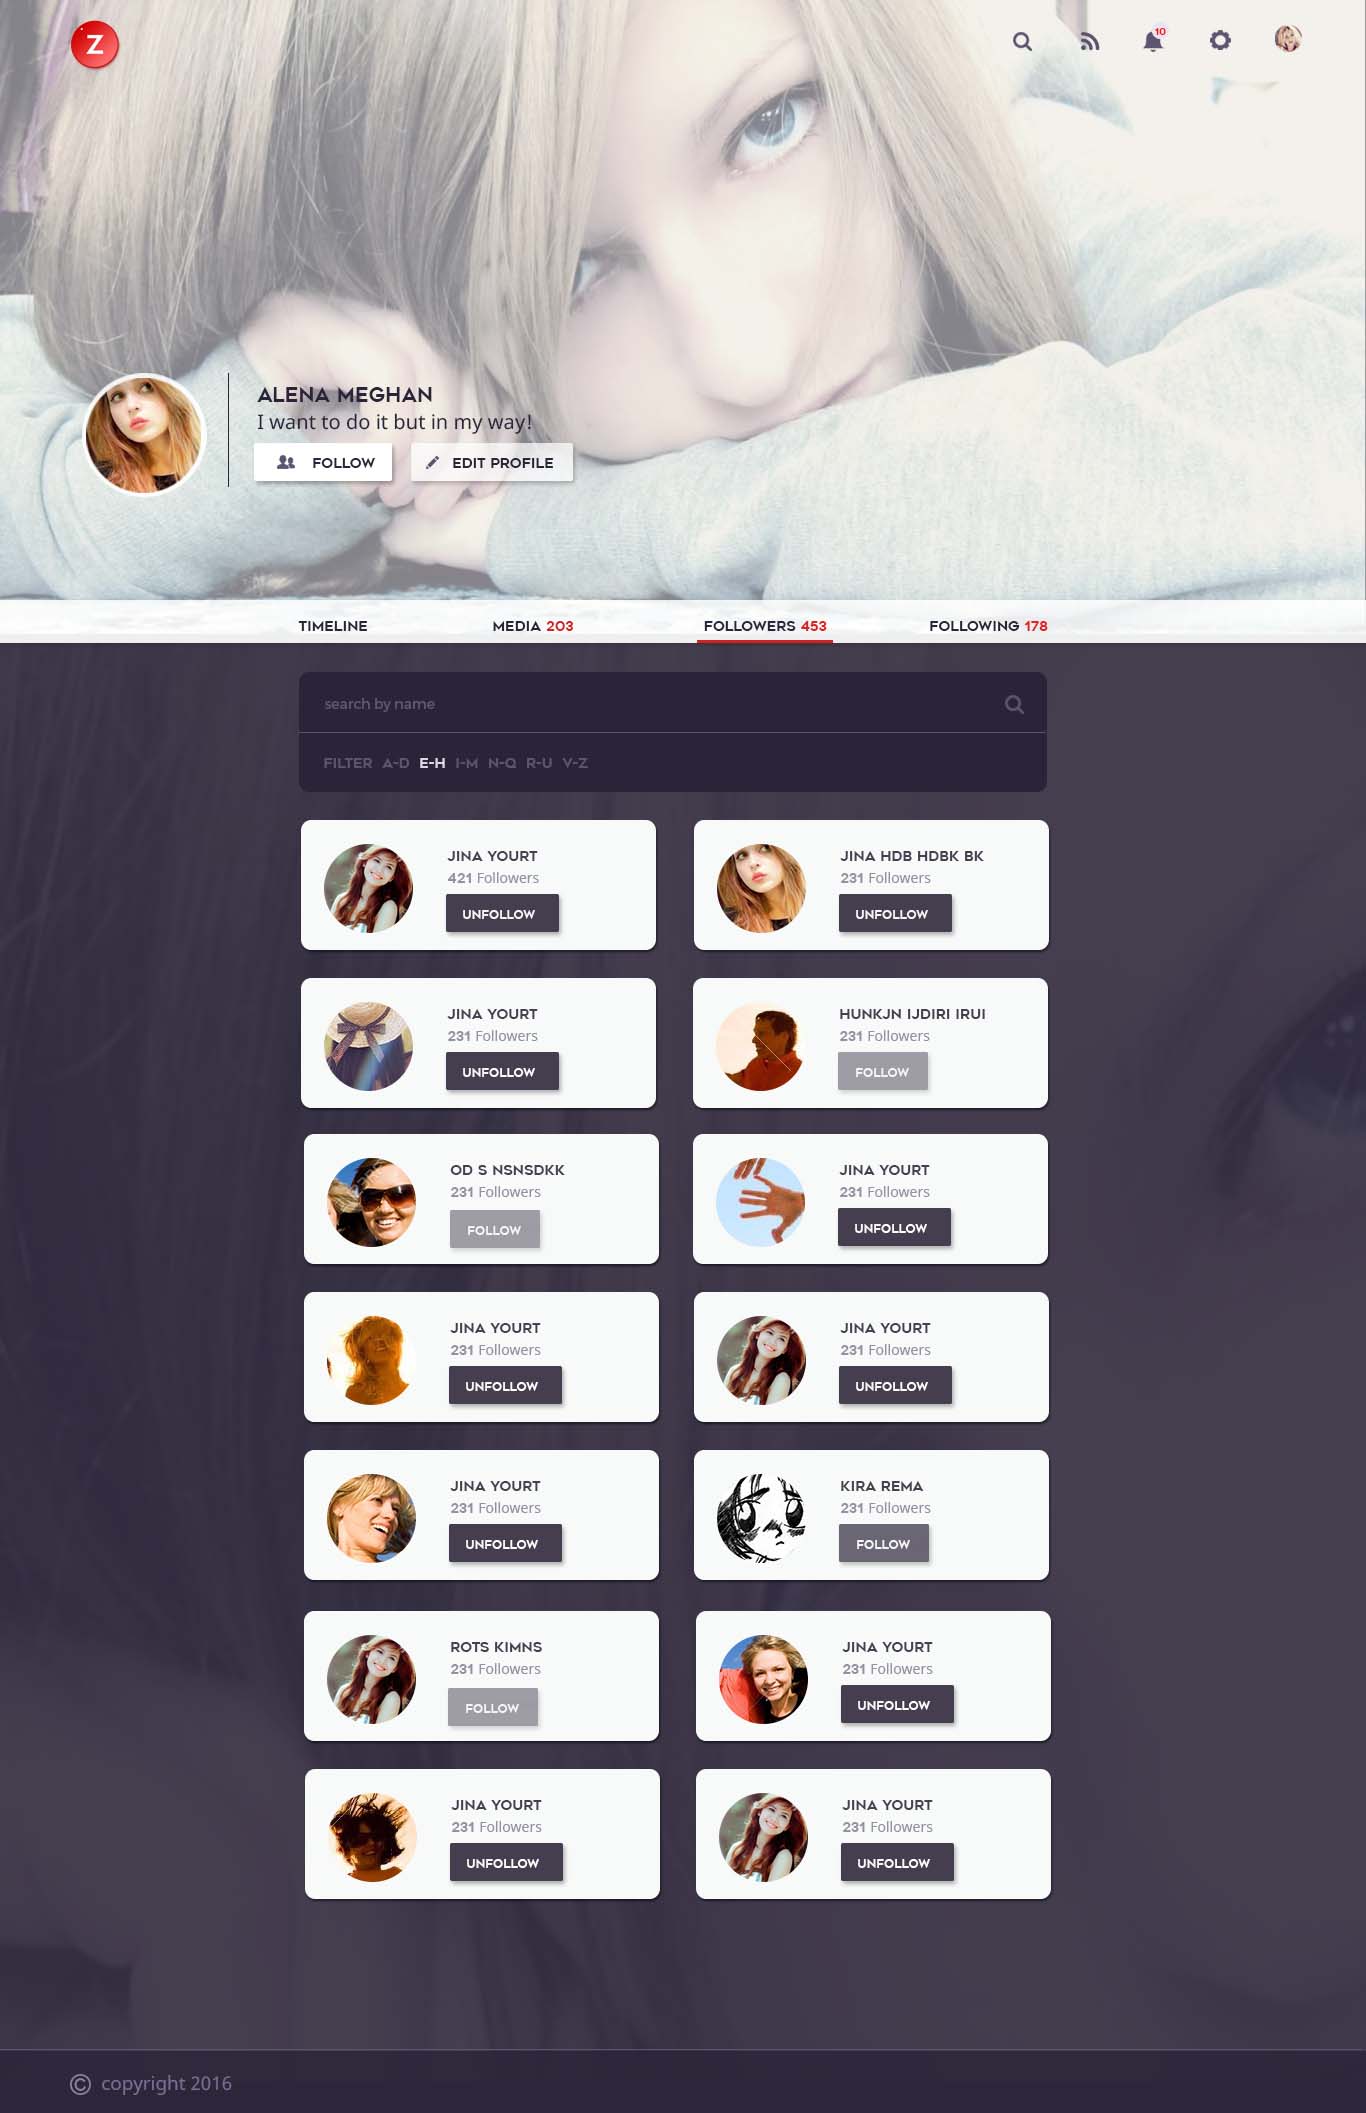 Z
10
ALENA MEGHAN
I want to do it but in my way!
FOLLOW EDIT PROFILE
TIMELINE MEDIA 203 FOLLOWERS 453 FOLLOWING 178
search by name
FILTER A-D E-H I-M N-Q R-U V-Z
JINA YOURT
421 Followers
UNFOLLOW
JINA HDB HDBK BK
231 Followers
UNFOLLOW
JINA YOURT
231 Followers
UNFOLLOW
HUNKJN IJDIRI IRUI
231 Followers
FOLLOW
OD S NSNSDKK
231 Followers
FOLLOW
JINA YOURT
231 Followers
UNFOLLOW
JINA YOURT
231 Followers
UNFOLLOW
JINA YOURT
231 Followers
UNFOLLOW
JINA YOURT
231 Followers
UNFOLLOW
KIRA REMA
231 Followers
FOLLOW
ROTS KIMNS
231 Followers
FOLLOW
JINA YOURT
231 Followers
UNFOLLOW
JINA YOURT
231 Followers
UNFOLLOW
JINA YOURT
231 Followers
UNFOLLOW
© copyright 2016